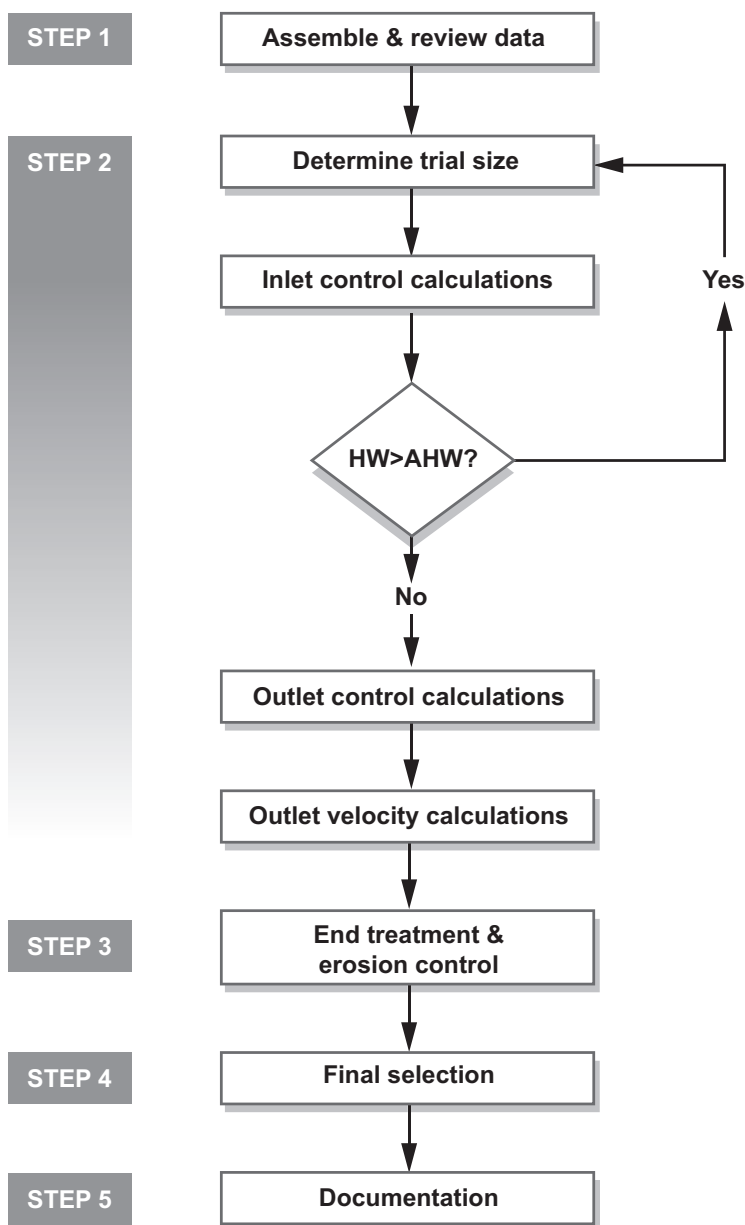 STEP 1
Assemble & review data
STEP 2
Determine trial size
Inlet control calculations
Yes
HW>AHW?
No
Outlet control calculations
Outlet velocity calculations
STEP 3
End treatment &
erosion control
STEP 4
Final selection
STEP 5
Documentation